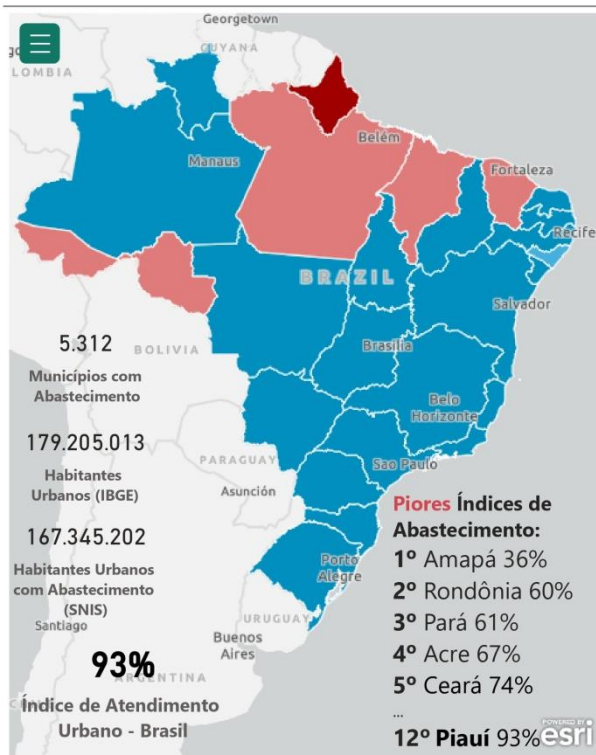 Georgetown
GUYANA
LOMBIA
Belém
Manaus
Fortaleza
Recife
BRAZIL
Salvador
5.312
Municípios com
Abastecimento
BOLIVIA
Brasília
Belo
Horizonte
179.205.013
Habitantes
Urbanos (IBGE)
PARAGUAY
Sao Paulo
Asunción
167.345.202
Habitantes Urbanos
com Abastecimento
(SNIS)
Piores Índices de
Abastecimento:
1º Amapá 36%
2º Rondônia 60%
3º Pará 61%
4º Acre 67%
5º Ceará 74%
...
12º Piauí 93%
Porto
Alegre
URUGUAY
Santiago
Buenos
Aires
ARGENTINA
93%
Índice de Atendimento
Urbano - Brasil
POWERED BY
esri